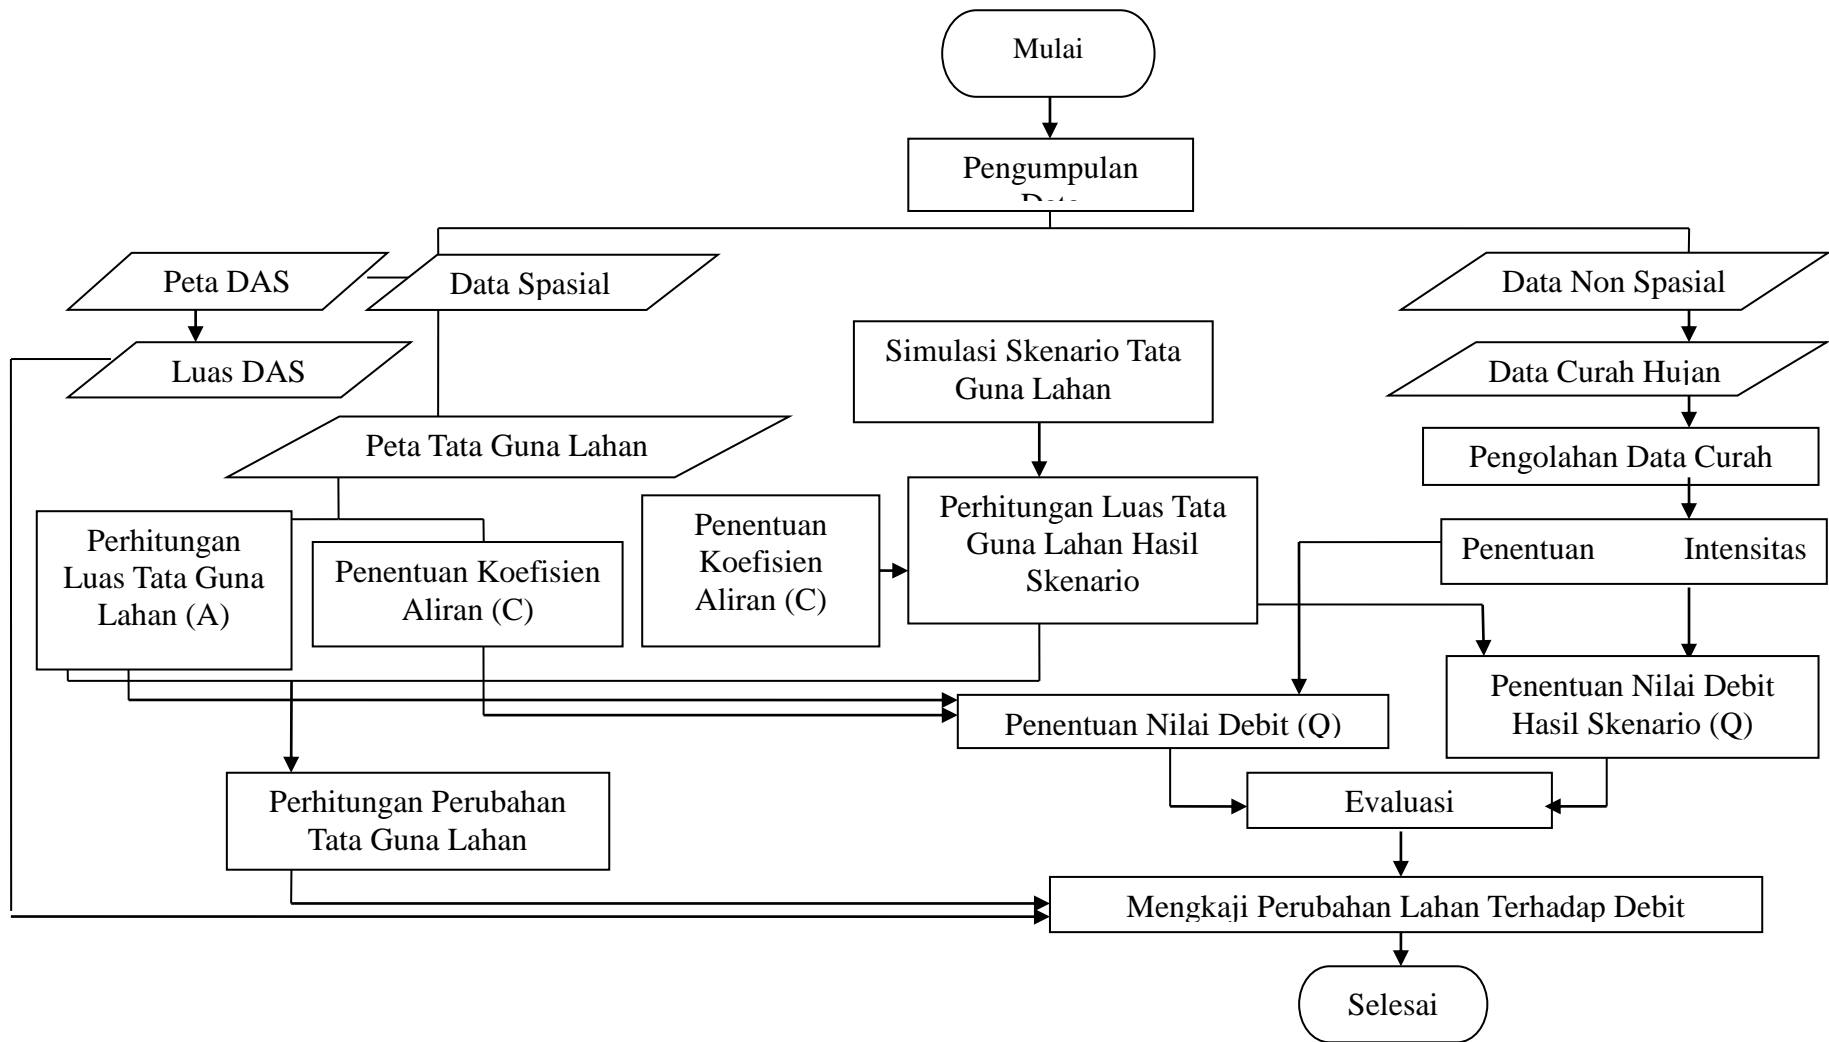 Mulai
Pengumpulan
Data
Peta DAS
Data Spasial
Data Non Spasial
Luas DAS
Simulasi Skenario Tata
Guna Lahan
Data Curah Hujan
Peta Tata Guna Lahan
Pengolahan Data Curah
Perhitungan
Luas Tata Guna
Lahan (A)
Penentuan Koefisien
Aliran (C)
Penentuan
Koefisien
Aliran (C)
Perhitungan Luas Tata
Guna Lahan Hasil
Skenario
Penentuan Intensitas
Penentuan Nilai Debit (Q)
Penentuan Nilai Debit
Hasil Skenario (Q)
Perhitungan Perubahan
Tata Guna Lahan
Evaluasi
Mengkaji Perubahan Lahan Terhadap Debit
Selesai